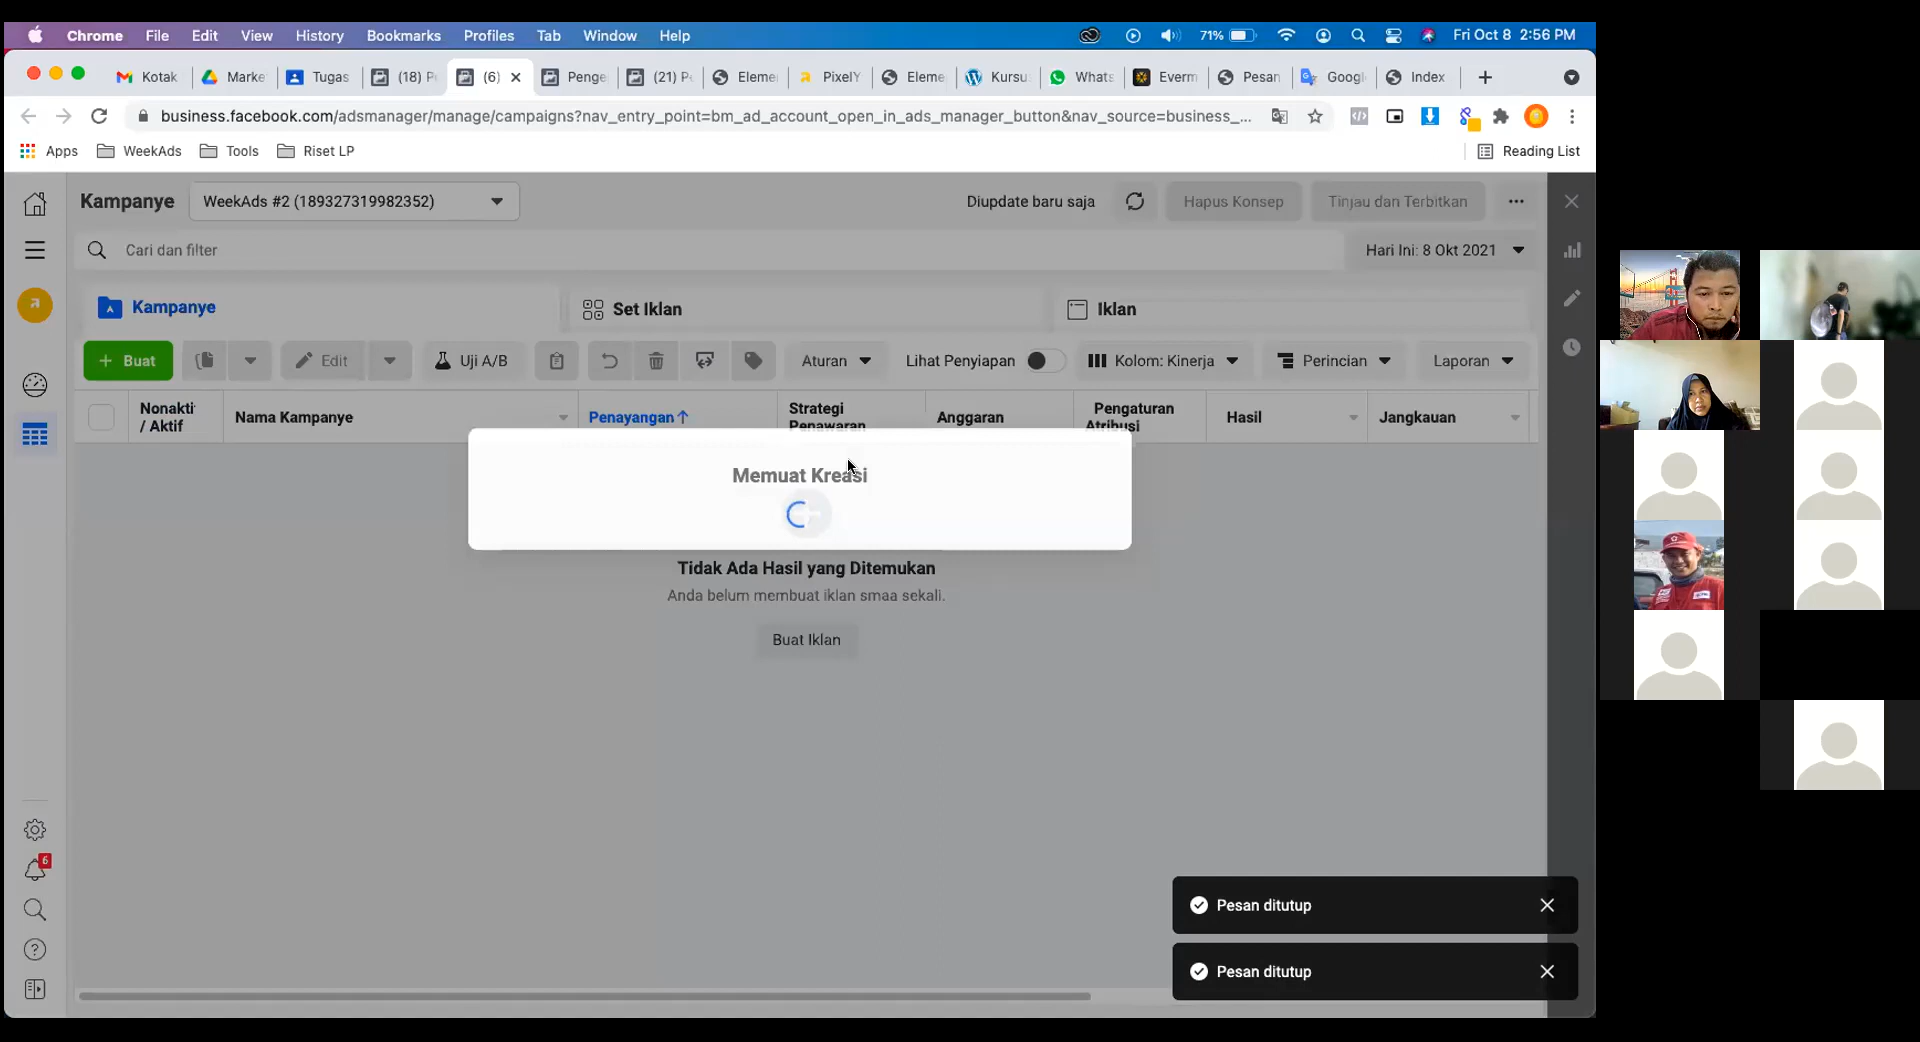 Chrome File Edit View History Bookmarks Profiles Tab Window Help 71% Fri Oct 8 2:56 PM
Kotak Marke Tugas (18) P (6) Penge (21) P Eleme PixelY Eleme Kursu Whats Everm Pesan Googl Index
business.facebook.com/adsmanager/manage/campaigns?nav_entry_point=bm_ad_account_open_in_ads_manager_button&nav_source=business_...
Apps WeekAds Tools Riset LP Reading List
Kampanye WeekAds #2 (189327319982352) Diupdate baru saja Hapus Konsep Tinjau dan Terbitkan
Cari dan filter Hari Ini: 8 Okt 2021
Kampanye Set Iklan Iklan
+ Buat Edit Uji A/B Aturan Lihat Penyiapan Kolom: Kinerja Perincian Laporan
Nonakti
/ Aktif
Nama Kampanye
Penayangan↑
Strategi
Penawaran
Anggaran
Pengaturan
Atribusi
Hasil
Jangkauan
Memuat Kreasi
Tidak Ada Hasil yang Ditemukan
Anda belum membuat iklan smaa sekali.
Buat Iklan
6
Pesan ditutup
Pesan ditutup